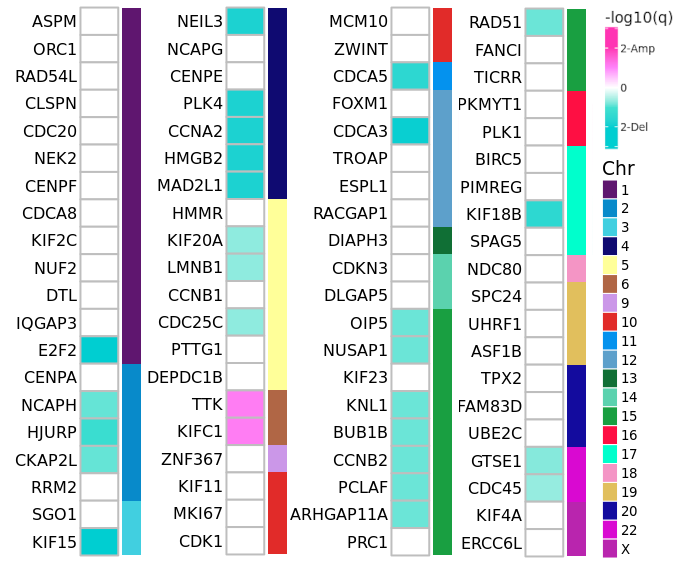 ASPM
ORC1
RAD54L
CLSPN
CDC20
NEK2
CENPF
CDCA8
KIF2C
NUF2
DTL
IQGAP3
E2F2
CENPA
NCAPH
HJURP
CKAP2L
RRM2
SGO1
KIF15
NEIL3
NCAPG
CENPE
PLK4
CCNA2
HMGB2
MAD2L1
HMMR
KIF20A
LMNB1
CCNB1
CDC25C
PTTG1
DEPDC1B
TTK
KIFC1
ZNF367
KIF11
MKI67
CDK1
MCM10
ZWINT
CDCA5
FOXM1
CDCA3
TROAP
ESPL1
RACGAP1
DIAPH3
CDKN3
DLGAP5
OIP5
NUSAP1
KIF23
KNL1
BUB1B
CCNB2
PCLAF
ARHGAP11A
PRC1
RAD51
FANCI
TICRR
PKMYT1
PLK1
BIRC5
PIMREG
KIF18B
SPAG5
NDC80
SPC24
UHRF1
ASF1B
TPX2
FAM83D
UBE2C
GTSE1
CDC45
KIF4A
ERCC6L
-log10(q)
2-Amp
0
2-Del
Chr
1
2
3
4
5
6
9
10
11
12
13
14
15
16
17
18
19
20
22
X